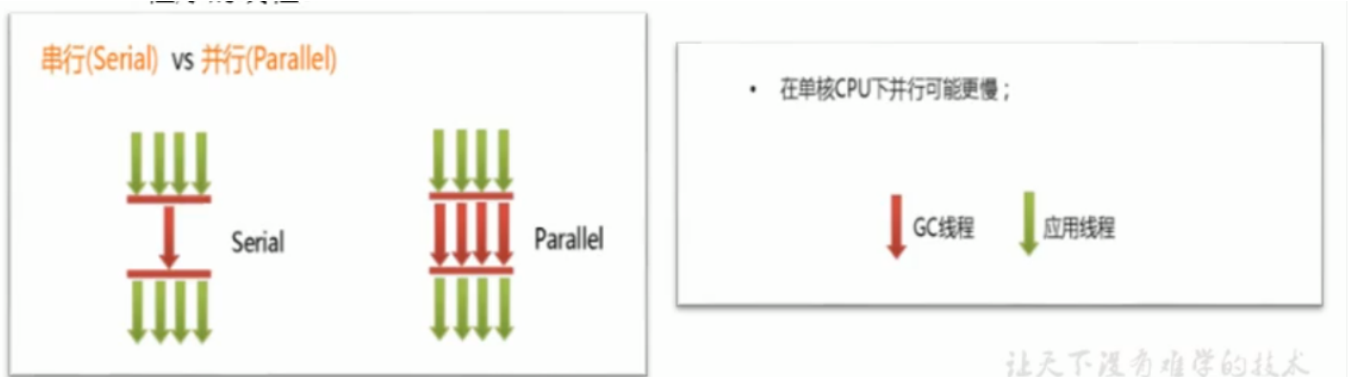 串行(Serial) vs 并行(Parallel)
Serial
Parallel
• 在单核CPU下并行可能更慢；
GC线程
应用线程
让天下没有难学的技术